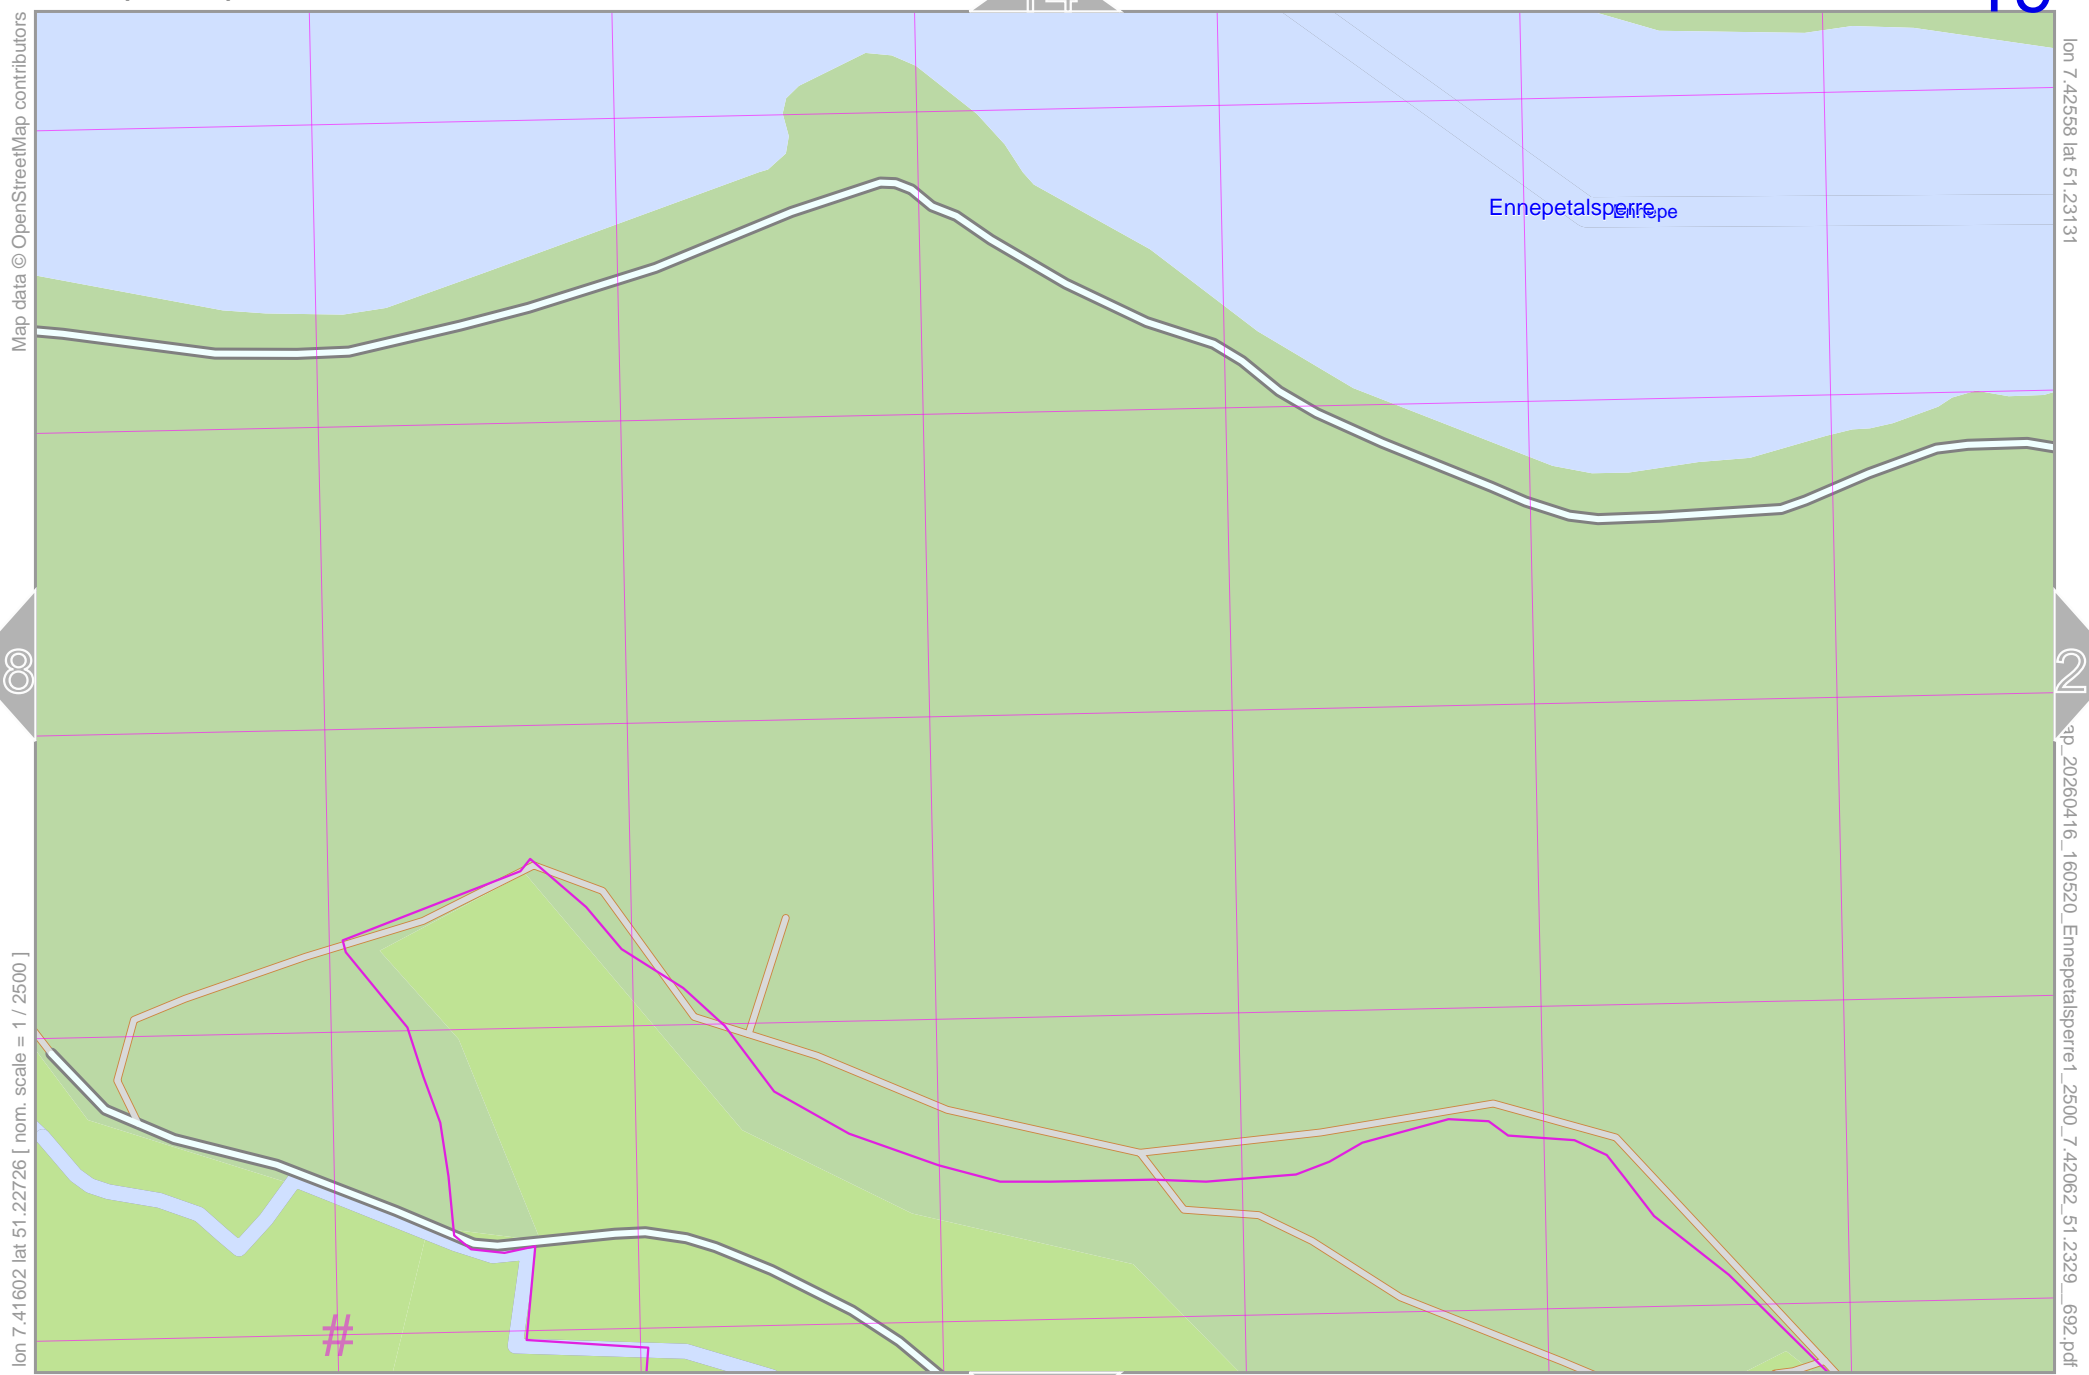 Map data © OpenStreetMap contributors
lon 7.42558 lat 51.23131
Ennepetalsperre
Ennepe
8
2
lon 7.41602 lat 51.22726 [ nom. scale = 1 / 2500 ]
ap_20260416_160520_Ennepetalsperre1_2500_7.42062_51.2329__692.pdf
#